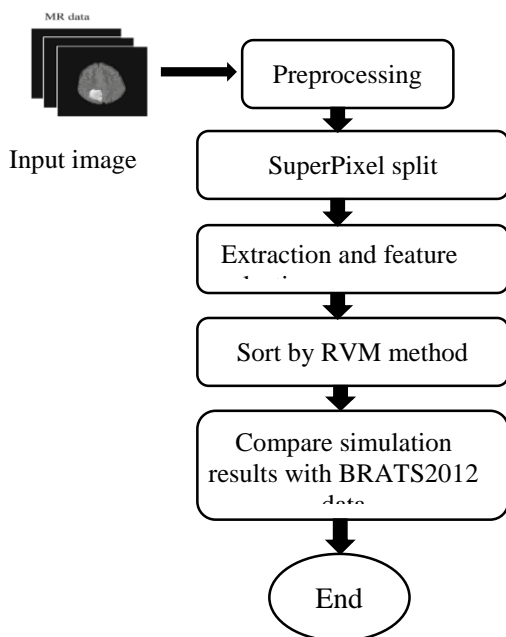 MR data
Input image
Preprocessing
SuperPixel split
Extraction and feature
Sort by RVM method
Compare simulation
results with BRATS2012
data
End